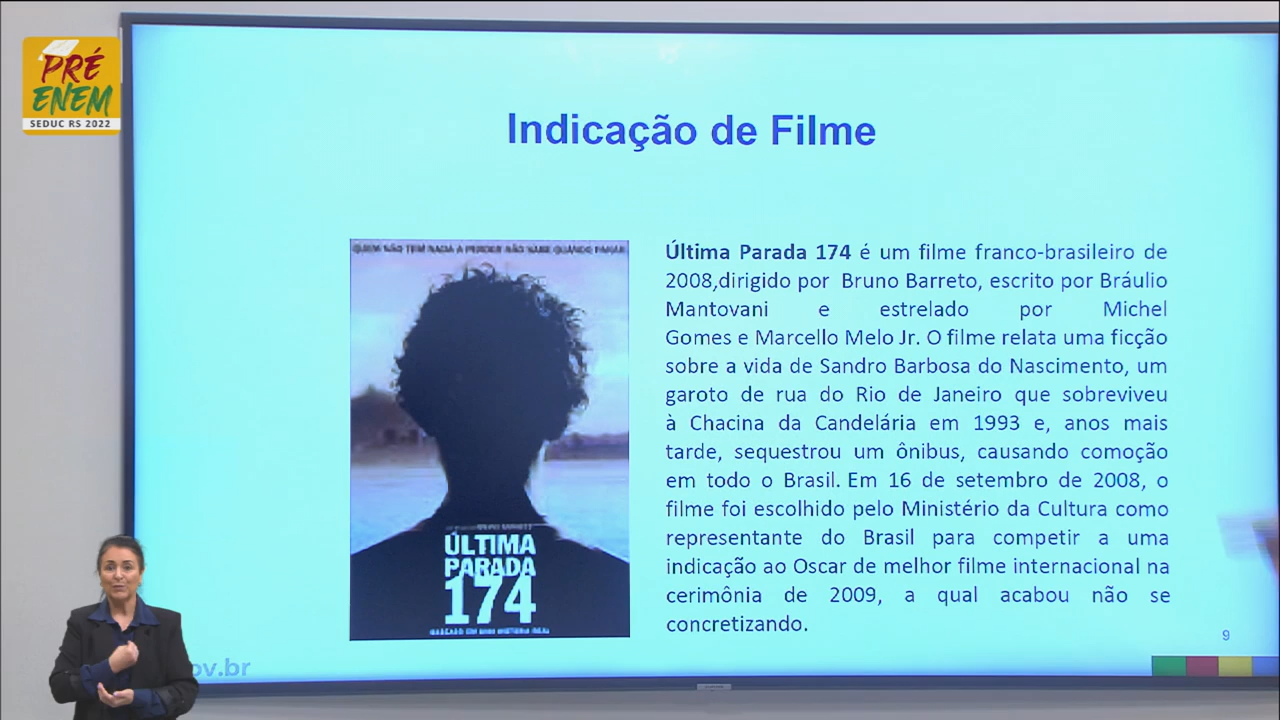 PRÉ
ENEM
SEDUC RS 2022
Indicação de Filme
QUEM NÃO TEM NADA A PERDER NÃO SABE QUANDO PARAR
ÚLTIMA
PARADA
174
BASEADO EM UMA HISTÓRIA REAL
Última Parada 174 é um filme franco-brasileiro de
2008,dirigido por Bruno Barreto, escrito por Bráulio
Mantovani e estrelado por Michel
Gomes e Marcello Melo Jr. O filme relata uma ficção
sobre a vida de Sandro Barbosa do Nascimento, um
garoto de rua do Rio de Janeiro que sobreviveu
à Chacina da Candelária em 1993 e, anos mais
tarde, sequestrou um ônibus, causando comoção
em todo o Brasil. Em 16 de setembro de 2008, o
filme foi escolhido pelo Ministério da Cultura como
representante do Brasil para competir a uma
indicação ao Oscar de melhor filme internacional na
cerimônia de 2009, a qual acabou não se
concretizando.
9
ov.br